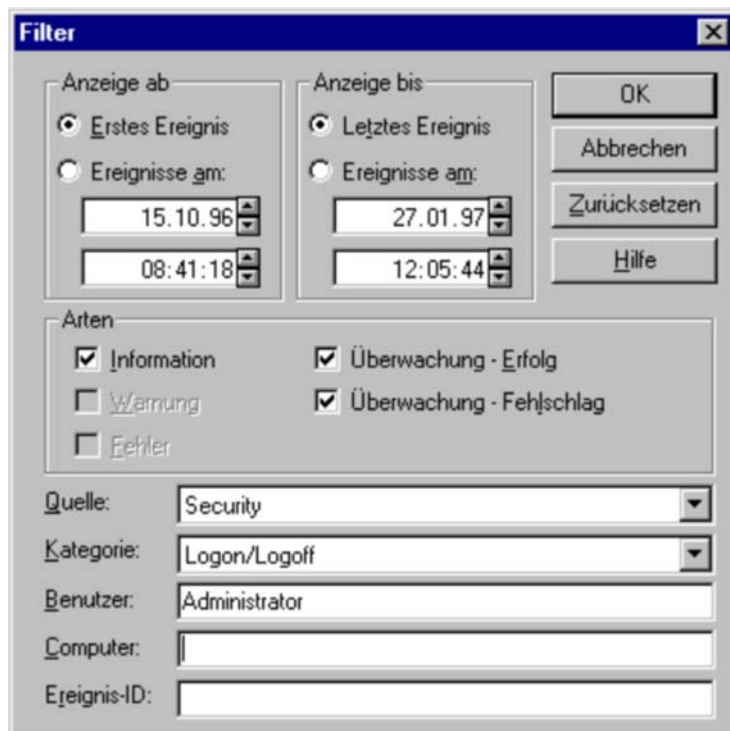 Filter
Anzeige ab
Erstes Ereignis
Ereignisse am:
15.10.96
08:41:18
Anzeige bis
Letztes Ereignis
Ereignisse am:
27.01.97
12:05:44
OK
Abbrechen
Zurücksetzen
Hilfe
Arten
Information
Warnung
Fehler
Überwachung - Erfolg
Überwachung - Fehlschlag
Quelle: Security
Kategorie: Logon/Logoff
Benutzer: Administrator
Computer:
Ereignis-ID: